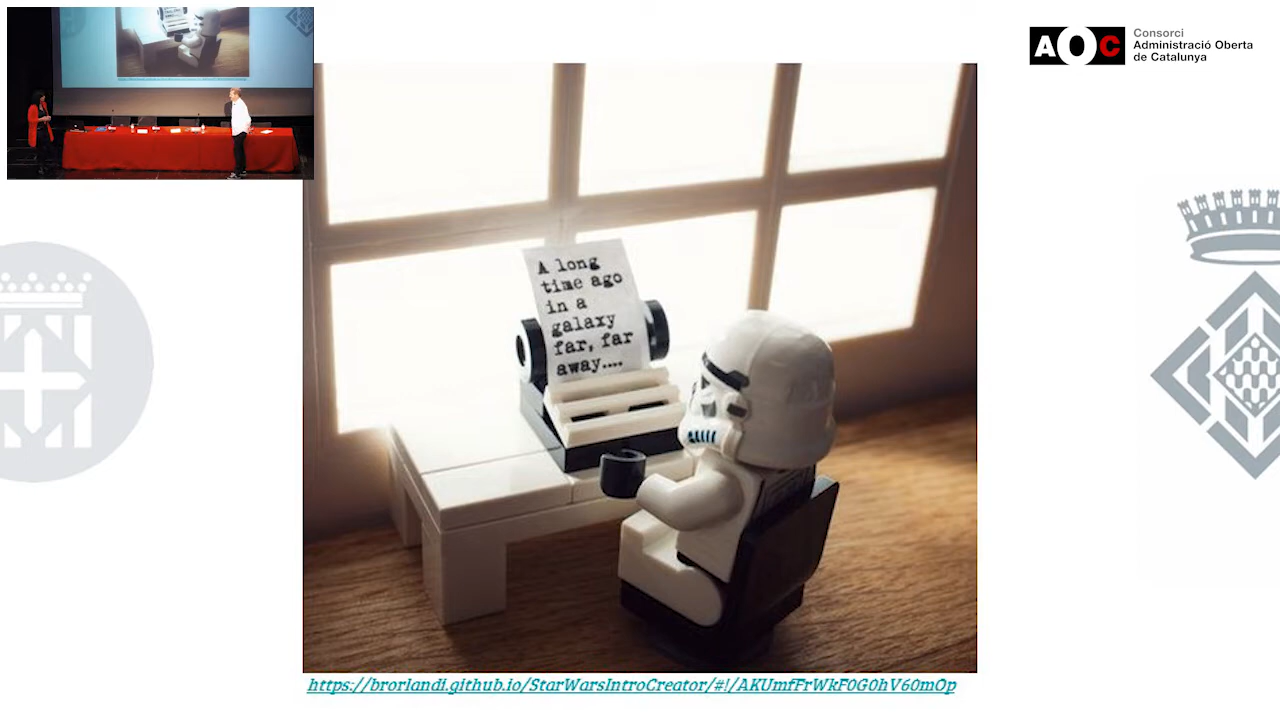 AOC
Consorci
Administració Oberta
de Catalunya
A long
time ago
in a
galaxy
far, far
away....
https://brorlandi.github.io/StarWarsIntroCreator/#!/AKUmfFrWkF0G0hV60mOp